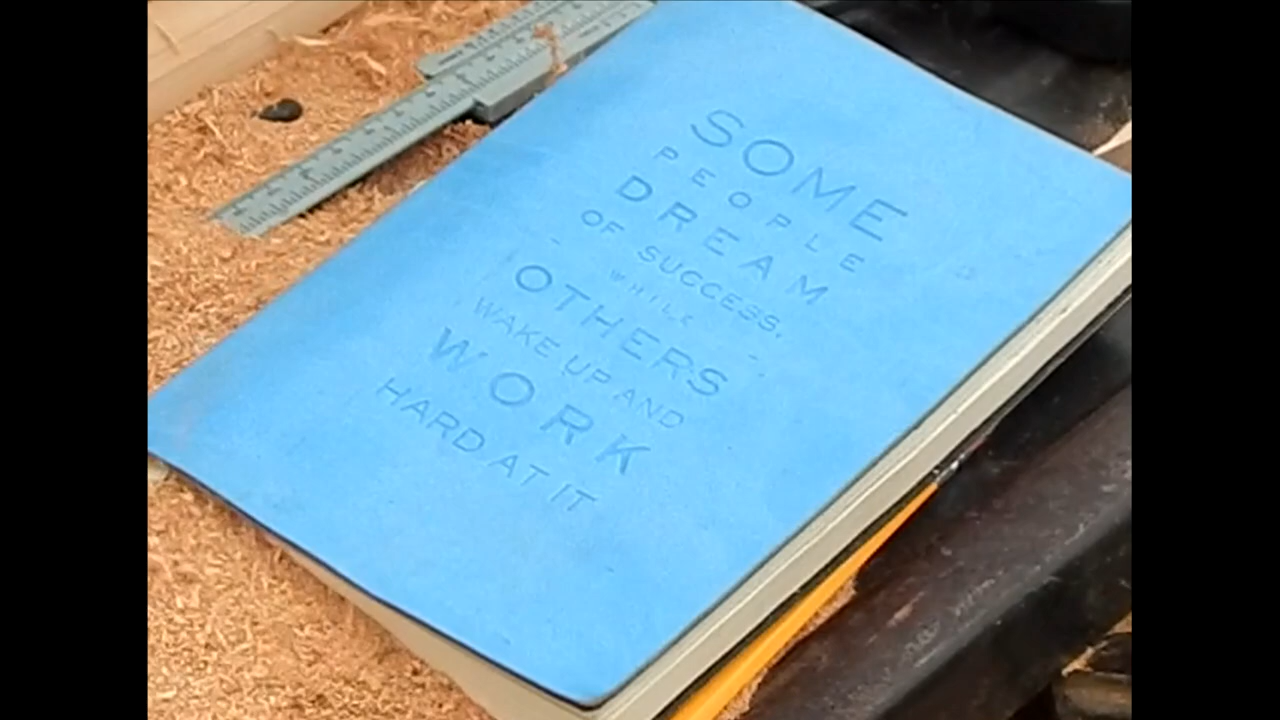 SOME
PEOPLE
DREAM
OF SUCCESS,
WHILE
OTHERS
WAKE UP AND
WORK
HARD AT IT